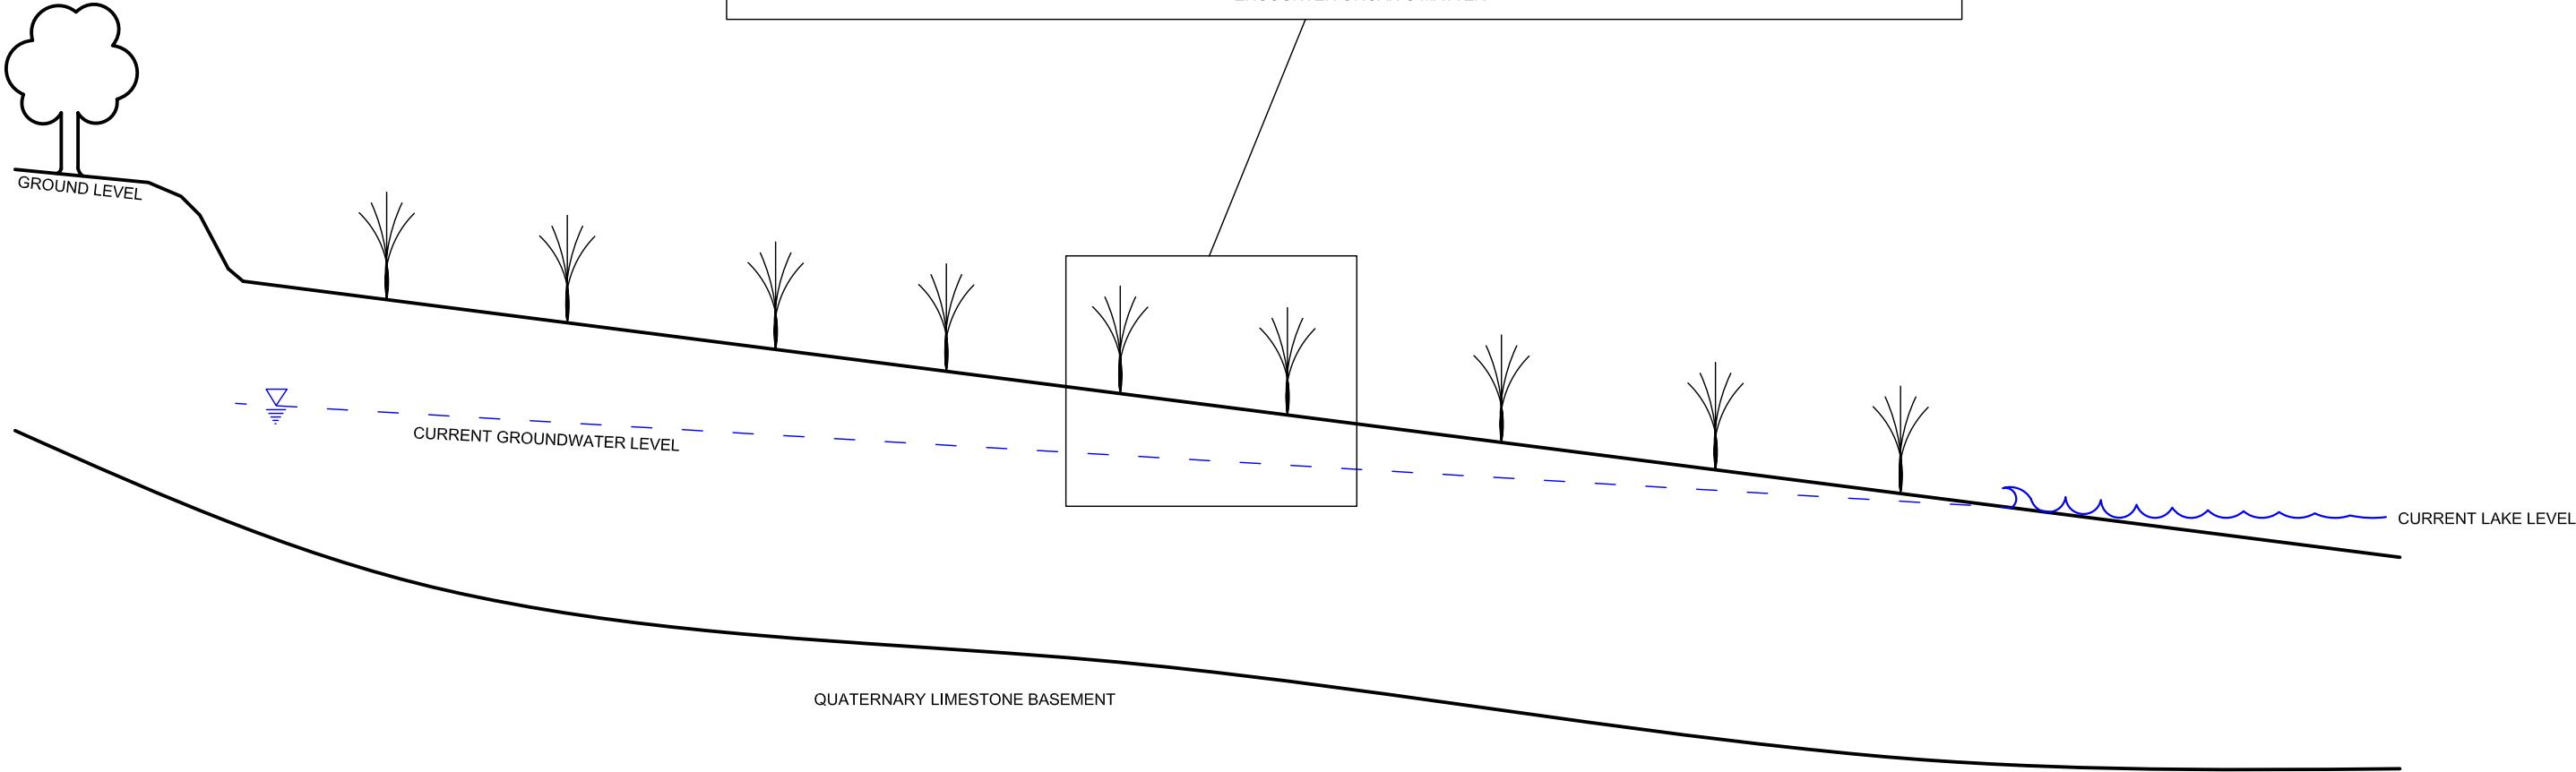 GROUND LEVEL
CURRENT GROUNDWATER LEVEL
CURRENT LAKE LEVEL
QUATERNARY LIMESTONE BASEMENT